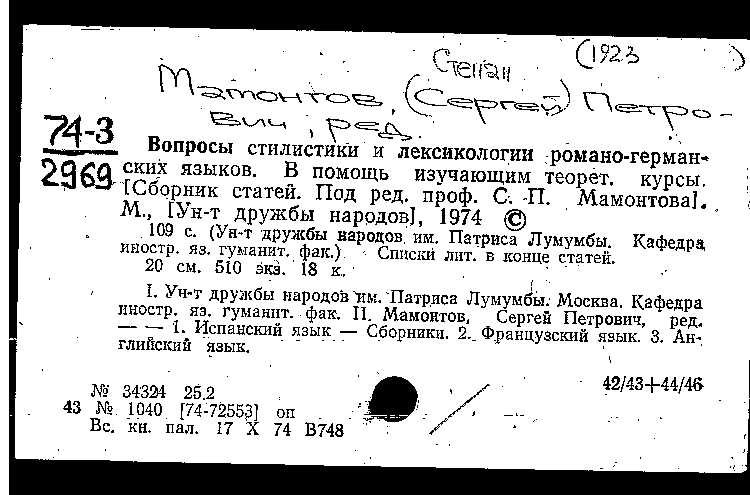 (1923 )
Степан
Мамонтов, (Сергей) Петро-
вич, ред.
74-3
2969
Вопросы стилистики и лексикологии романо-герман-
ских языков. В помощь изучающим теорет. курсы.
[Сборник статей. Под ред. проф. С. П. Мамонтова].
М., [Ун-т дружбы народов], 1974 ©
109 с. (Ун-т дружбы народов им. Патриса Лумумбы. Кафедра
иностр. яз. гуманит. фак.) Списки лит. в конце статей.
20 см. 510 экз. 18 к.
I. Ун-т дружбы народов им. Патриса Лумумбы. Москва. Кафедра
иностр. яз. гуманит. фак. II. Мамонтов, Сергей Петрович, ред.
— — 1. Испанский язык — Сборники. 2. Французский язык. 3. Ан-
глийский язык.
42/43+44/46
№ 34324 25.2
43 № 1040 [74-72553] оп
Вс. кн. пал. 17 X 74 В748